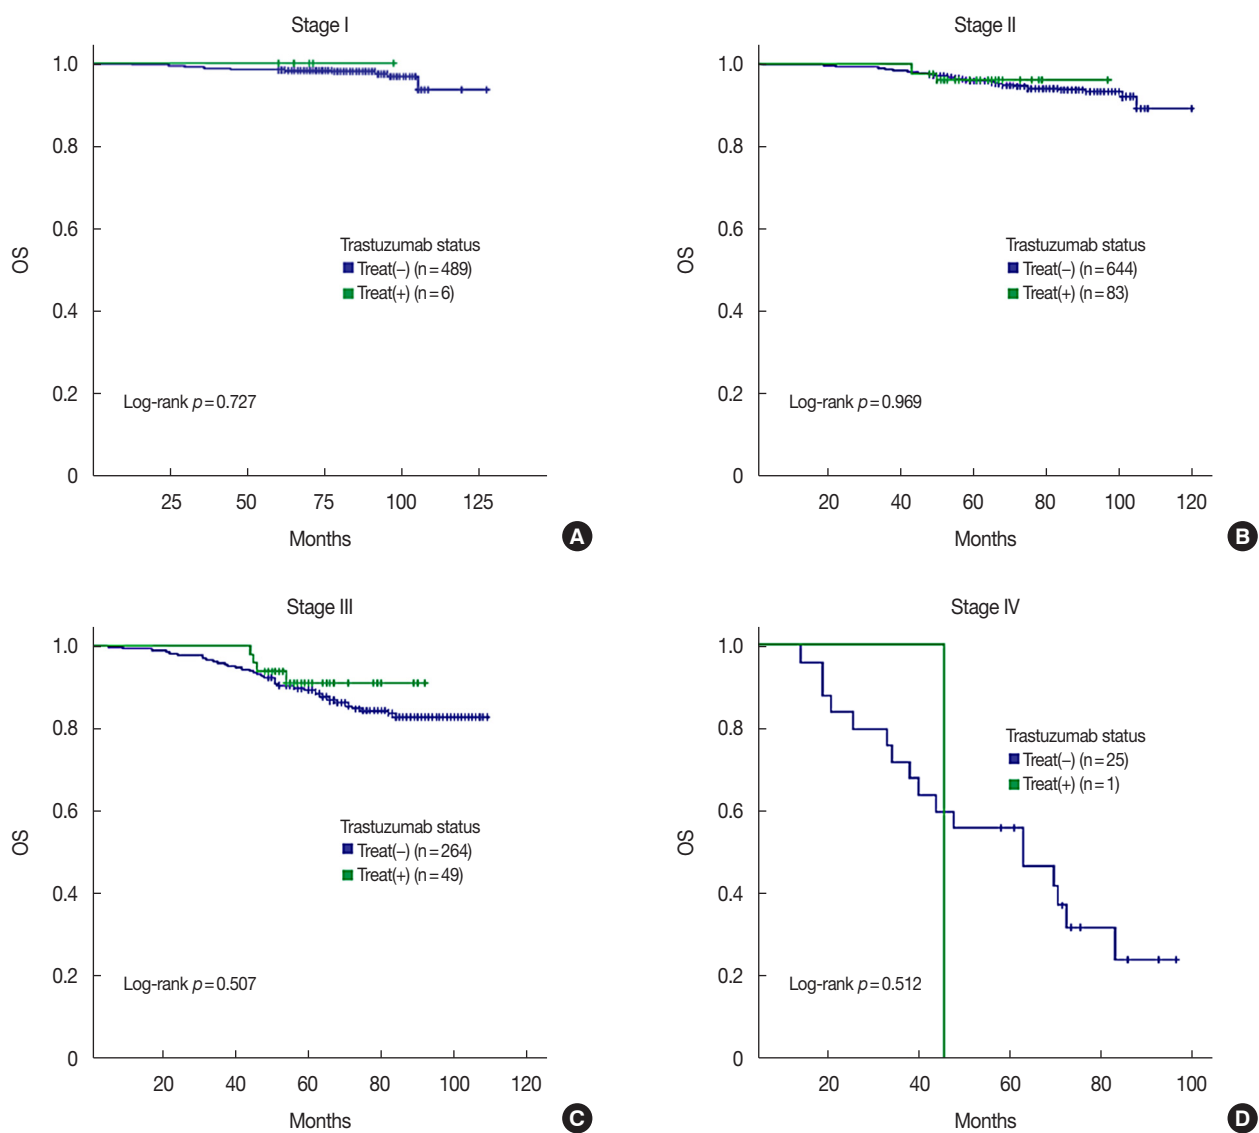 Stage I
1.0
0.8
0.6
0.4
0.2
0
OS
Trastuzumab status
Treat(–) (n=489)
Treat(+) (n=6)
Log-rank p=0.727
25 50 75 100 125
Months
A
Stage II
1.0
0.8
0.6
0.4
0.2
0
OS
Trastuzumab status
Treat(–) (n=644)
Treat(+) (n=83)
Log-rank p=0.969
20 40 60 80 100 120
Months
B
Stage III
1.0
0.8
0.6
0.4
0.2
0
OS
Trastuzumab status
Treat(–) (n=264)
Treat(+) (n=49)
Log-rank p=0.507
20 40 60 80 100 120
Months
C
Stage IV
1.0
0.8
0.6
0.4
0.2
0
OS
Trastuzumab status
Treat(–) (n=25)
Treat(+) (n=1)
Log-rank p=0.512
20 40 60 80 100
Months
D